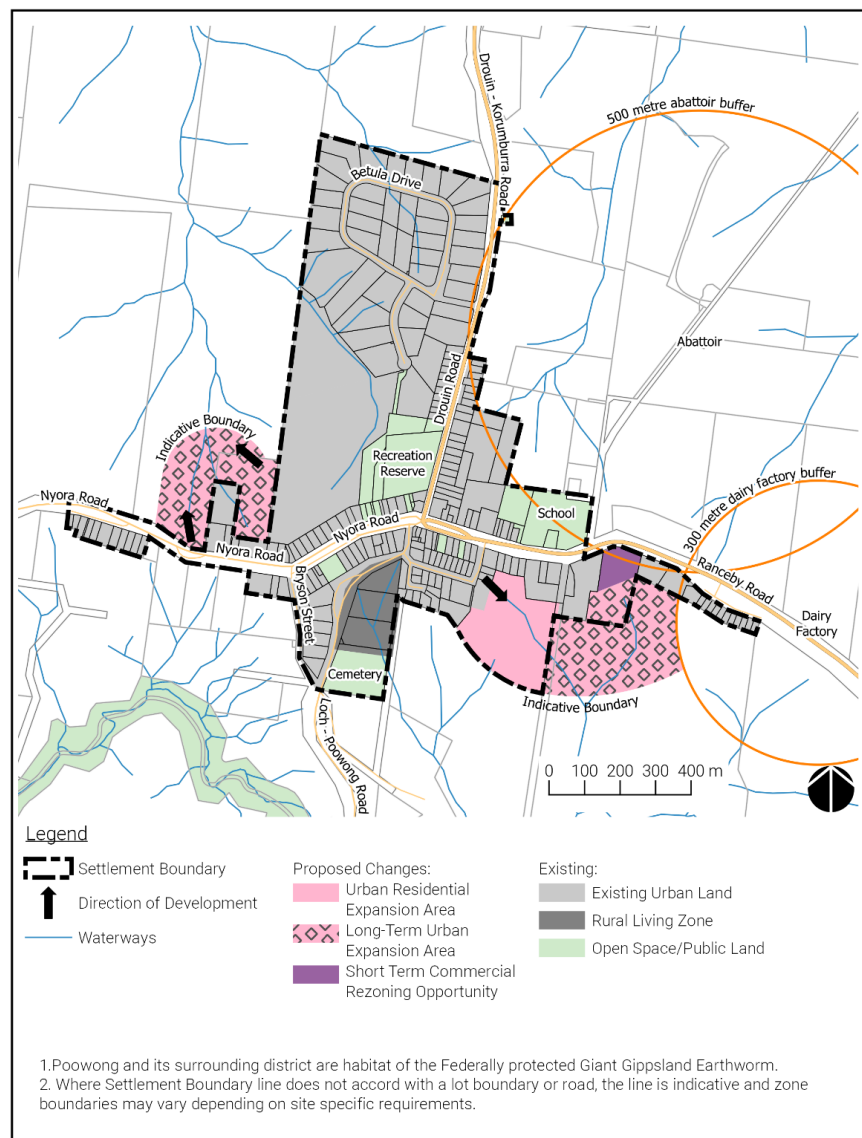 Drouin - Korumburra Road
500 metre abattoir buffer
Betula Drive
Abattoir
Drouin Road
Indicative Boundary
Recreation
Reserve
School
300 metre dairy factory buffer
Nyora Road
Nyora Road
Nyora Road
Ranceby Road
Bryson Street
Dairy
Factory
Cemetery
Indicative Boundary
Loch - Poowong Road
0 100 200 300 400 m
Legend
Settlement Boundary
Direction of Development
Waterways
Proposed Changes:
Urban Residential
Expansion Area
Long-Term Urban
Expansion Area
Short Term Commercial
Rezoning Opportunity
Existing:
Existing Urban Land
Rural Living Zone
Open Space/Public Land
1.Poowong and its surrounding district are habitat of the Federally protected Giant Gippsland Earthworm.
2. Where Settlement Boundary line does not accord with a lot boundary or road, the line is indicative and zone
boundaries may vary depending on site specific requirements.